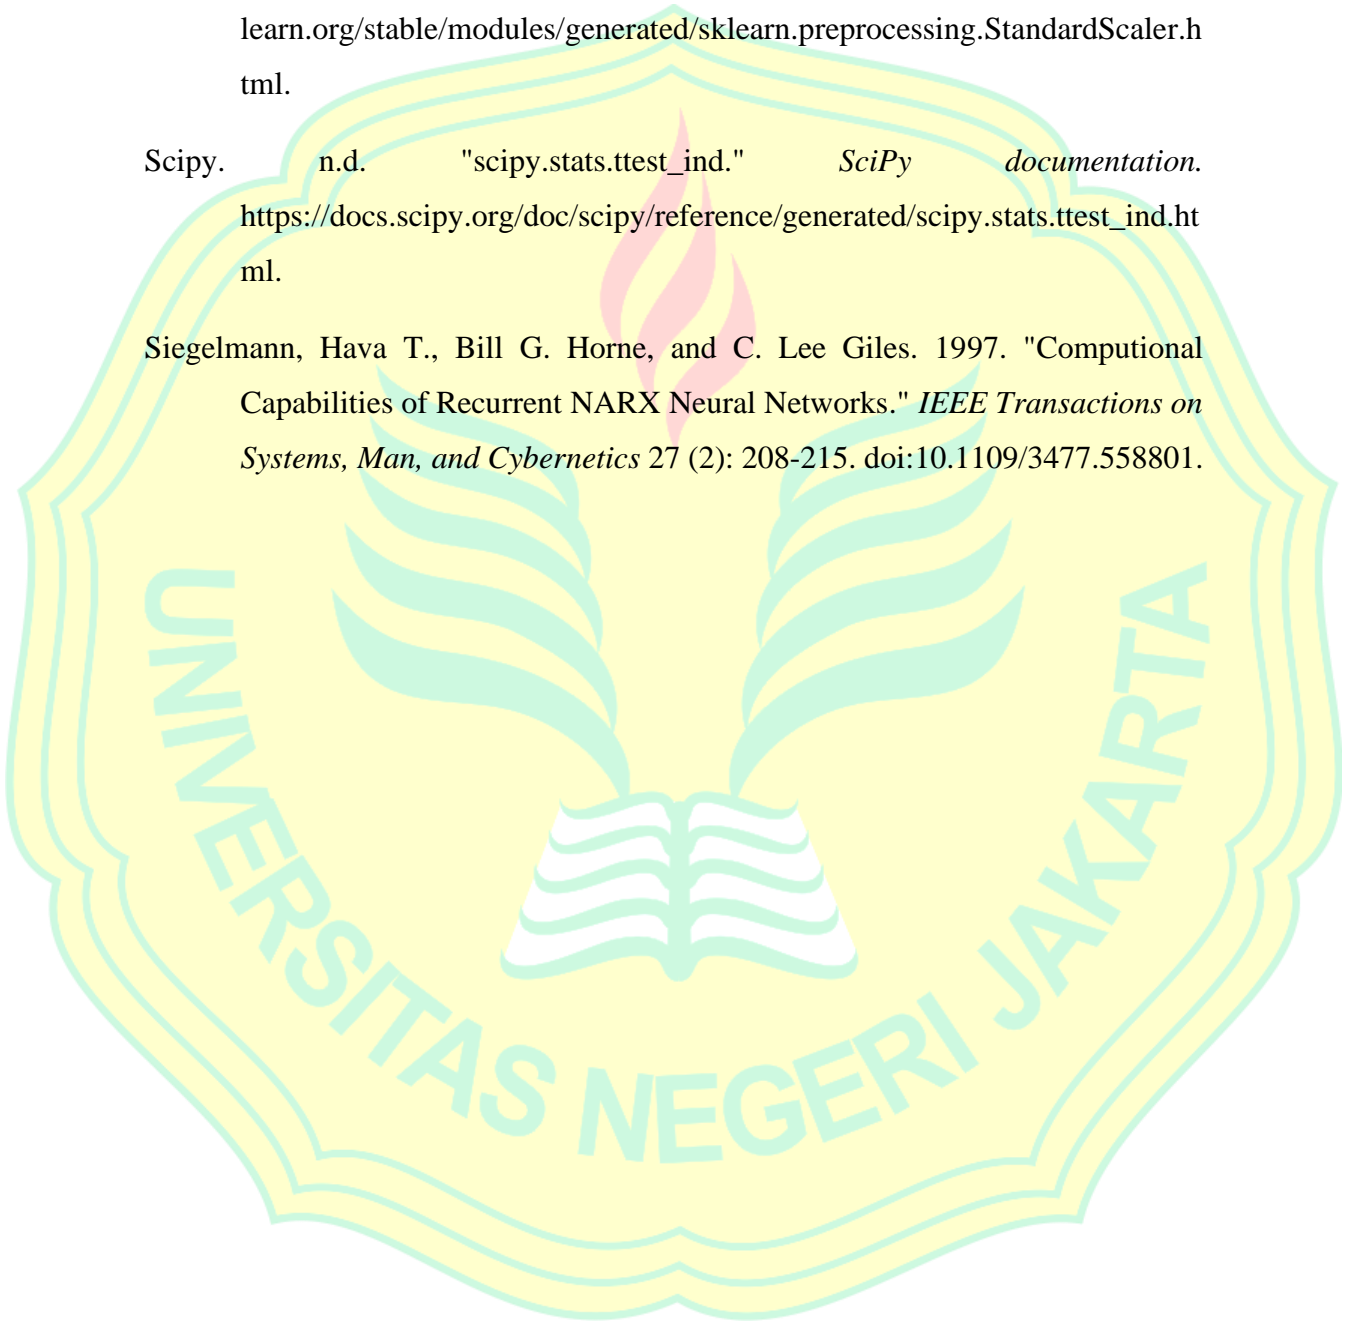 learn.org/stable/modules/generated/sklearn.preprocessing.StandardScaler.h
tml.
Scipy. n.d. "scipy.stats.ttest_ind." SciPy documentation.
https://docs.scipy.org/doc/scipy/reference/generated/scipy.stats.ttest_ind.ht
ml.
Siegelmann, Hava T., Bill G. Horne, and C. Lee Giles. 1997. "Computional
Capabilities of Recurrent NARX Neural Networks." IEEE Transactions on
Systems, Man, and Cybernetics 27 (2): 208-215. doi:10.1109/3477.558801.
UNIVERSITAS NEGERI JAKARTA